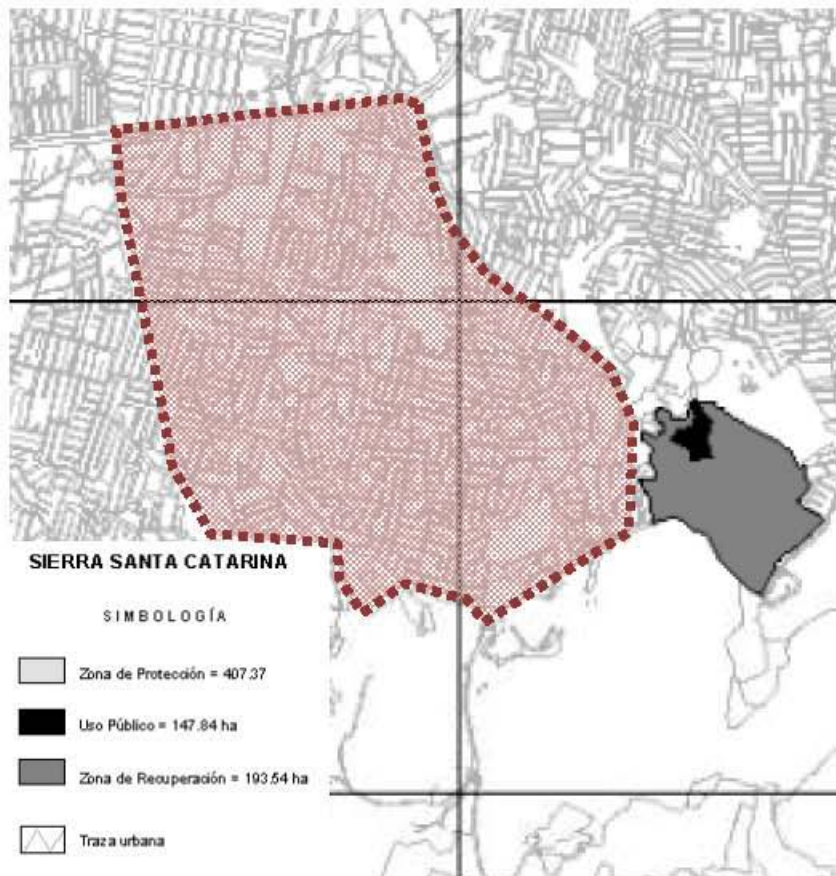 SIERRA SANTA CATARINA
SIMBOLOGÍA
Zona de Protección = 407.37
Uso Público = 147.84 ha
Zona de Recuperación = 193.54 ha
Traza urbana